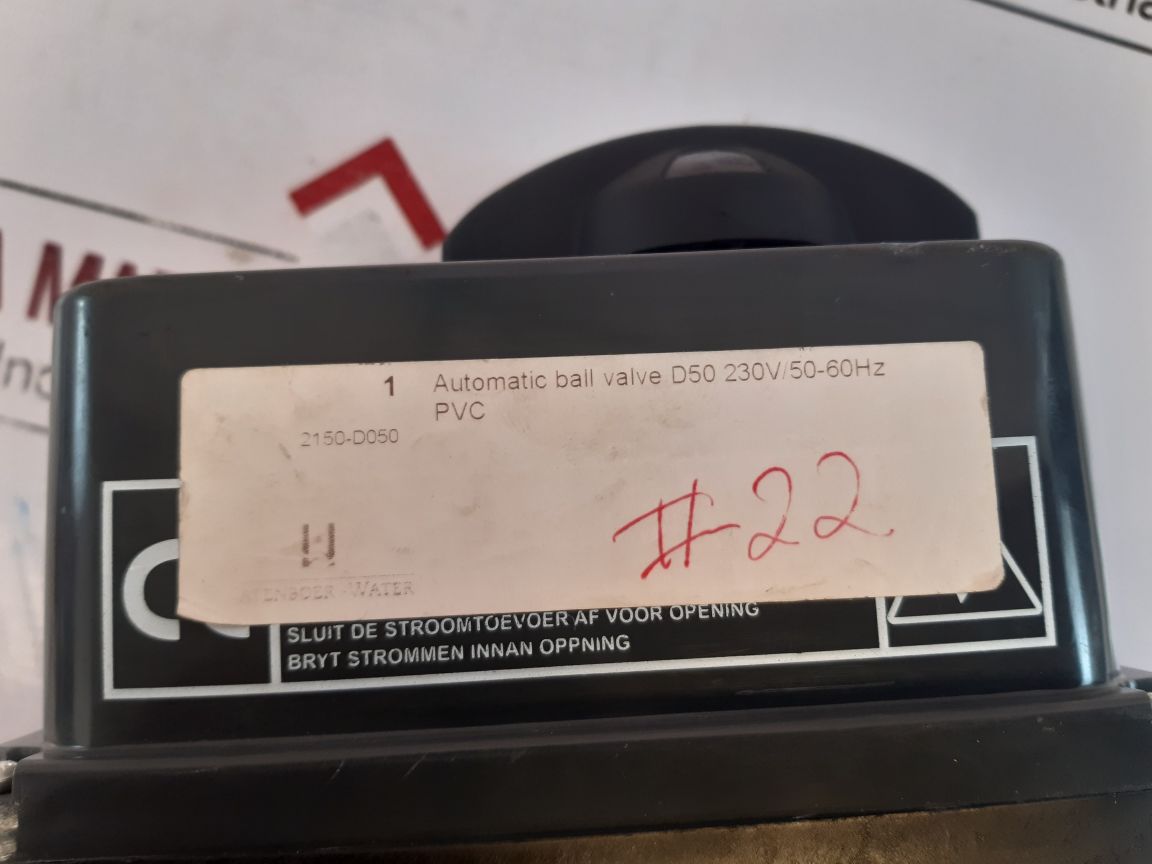 1 Automatic ball valve D50 230V/50-60Hz
PVC
2150-D050
#22
WATER
SLUIT DE STROOMTOEVOER AF VOOR OPENING
BRYT STROMMEN INNAN OPPNING